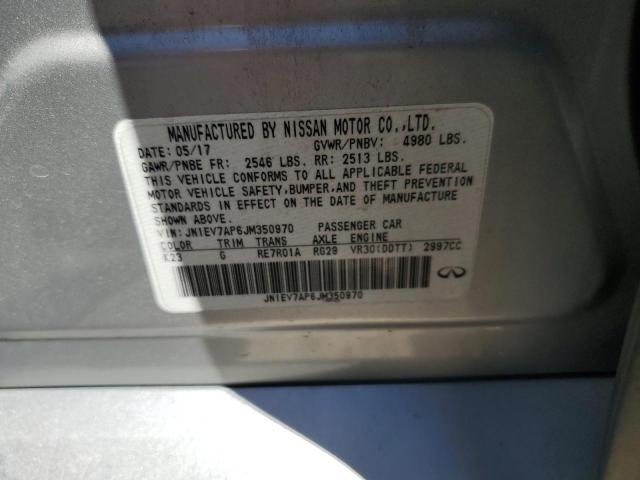 MANUFACTURED BY NISSAN MOTOR CO.,LTD.
DATE: 05/17 GVWR/PNBV: 4980 LBS.
GAWR/PNBE FR: 2546 LBS. RR: 2513 LBS.
THIS VEHICLE CONFORMS TO ALL APPLICABLE FEDERAL
MOTOR VEHICLE SAFETY,BUMPER,AND THEFT PREVENTION
STANDARDS IN EFFECT ON THE DATE OF MANUFACTURE
SHOWN ABOVE.
VIN: JN1EV7AP6JM350970 PASSENGER CAR
COLOR TRIM TRANS AXLE ENGINE
K23 G RE7R01A RG29 VR30(DDTT) 2997CC
JN1EV7AP6JM350970
INFINITI